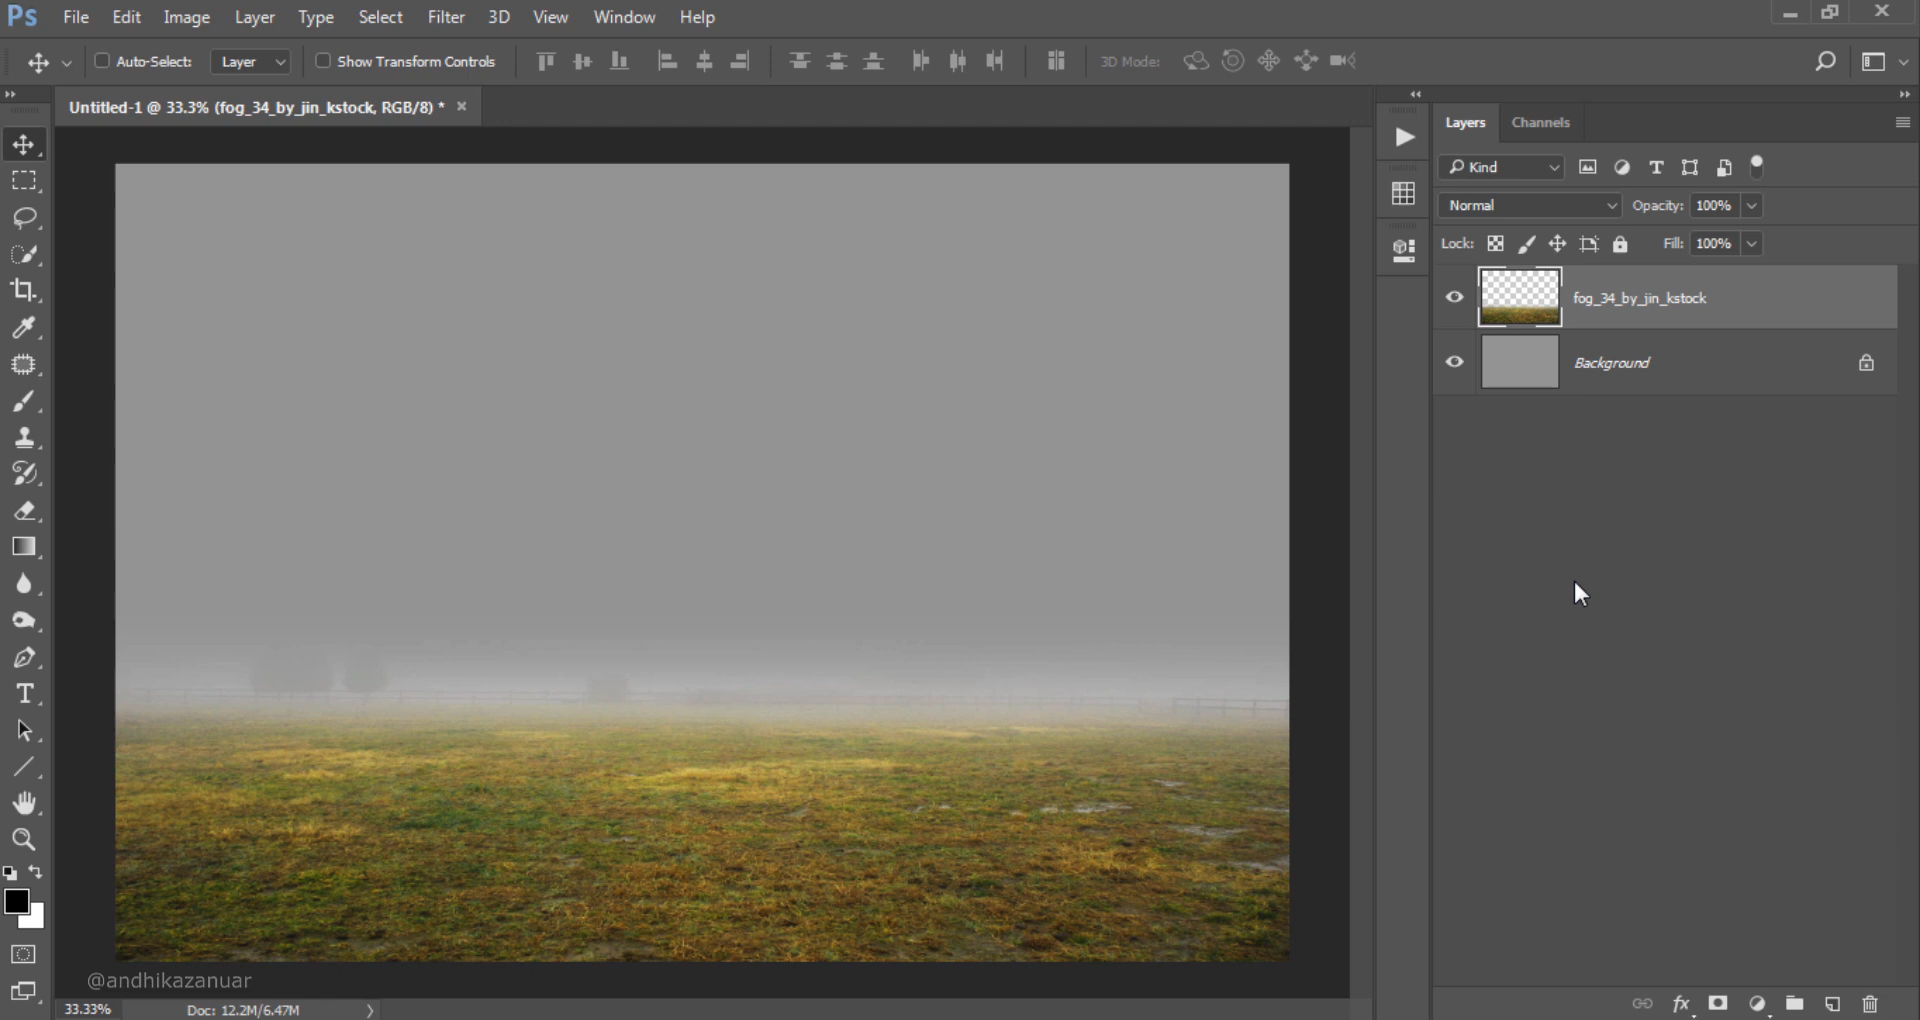 Ps File Edit Image Layer Type Select Filter 3D View Window Help
Auto-Select: Layer Show Transform Controls 3D Mode:
Untitled-1 @ 33.3% (fog_34_by_jin_kstock, RGB/8) *
Layers Channels
Kind
Normal Opacity: 100%
Lock: Fill: 100%
fog_34_by_jin_kstock
Background
@andhikazanuar
33.33% Doc: 12.2M/6.47M